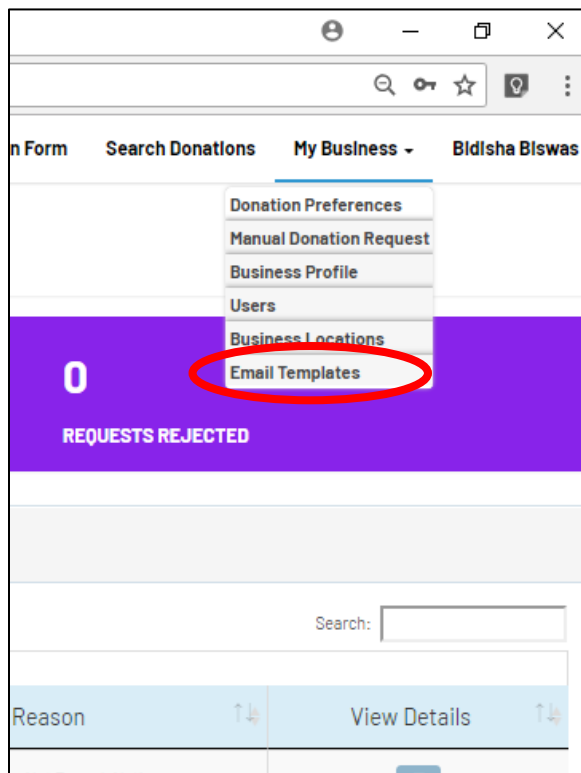 n Form Search Donations My Business Bidisha Biswas
Donation Preferences
Manual Donation Request
Business Profile
Users
Business Locations
Email Templates
0
REQUESTS REJECTED
Search:
Reason View Details